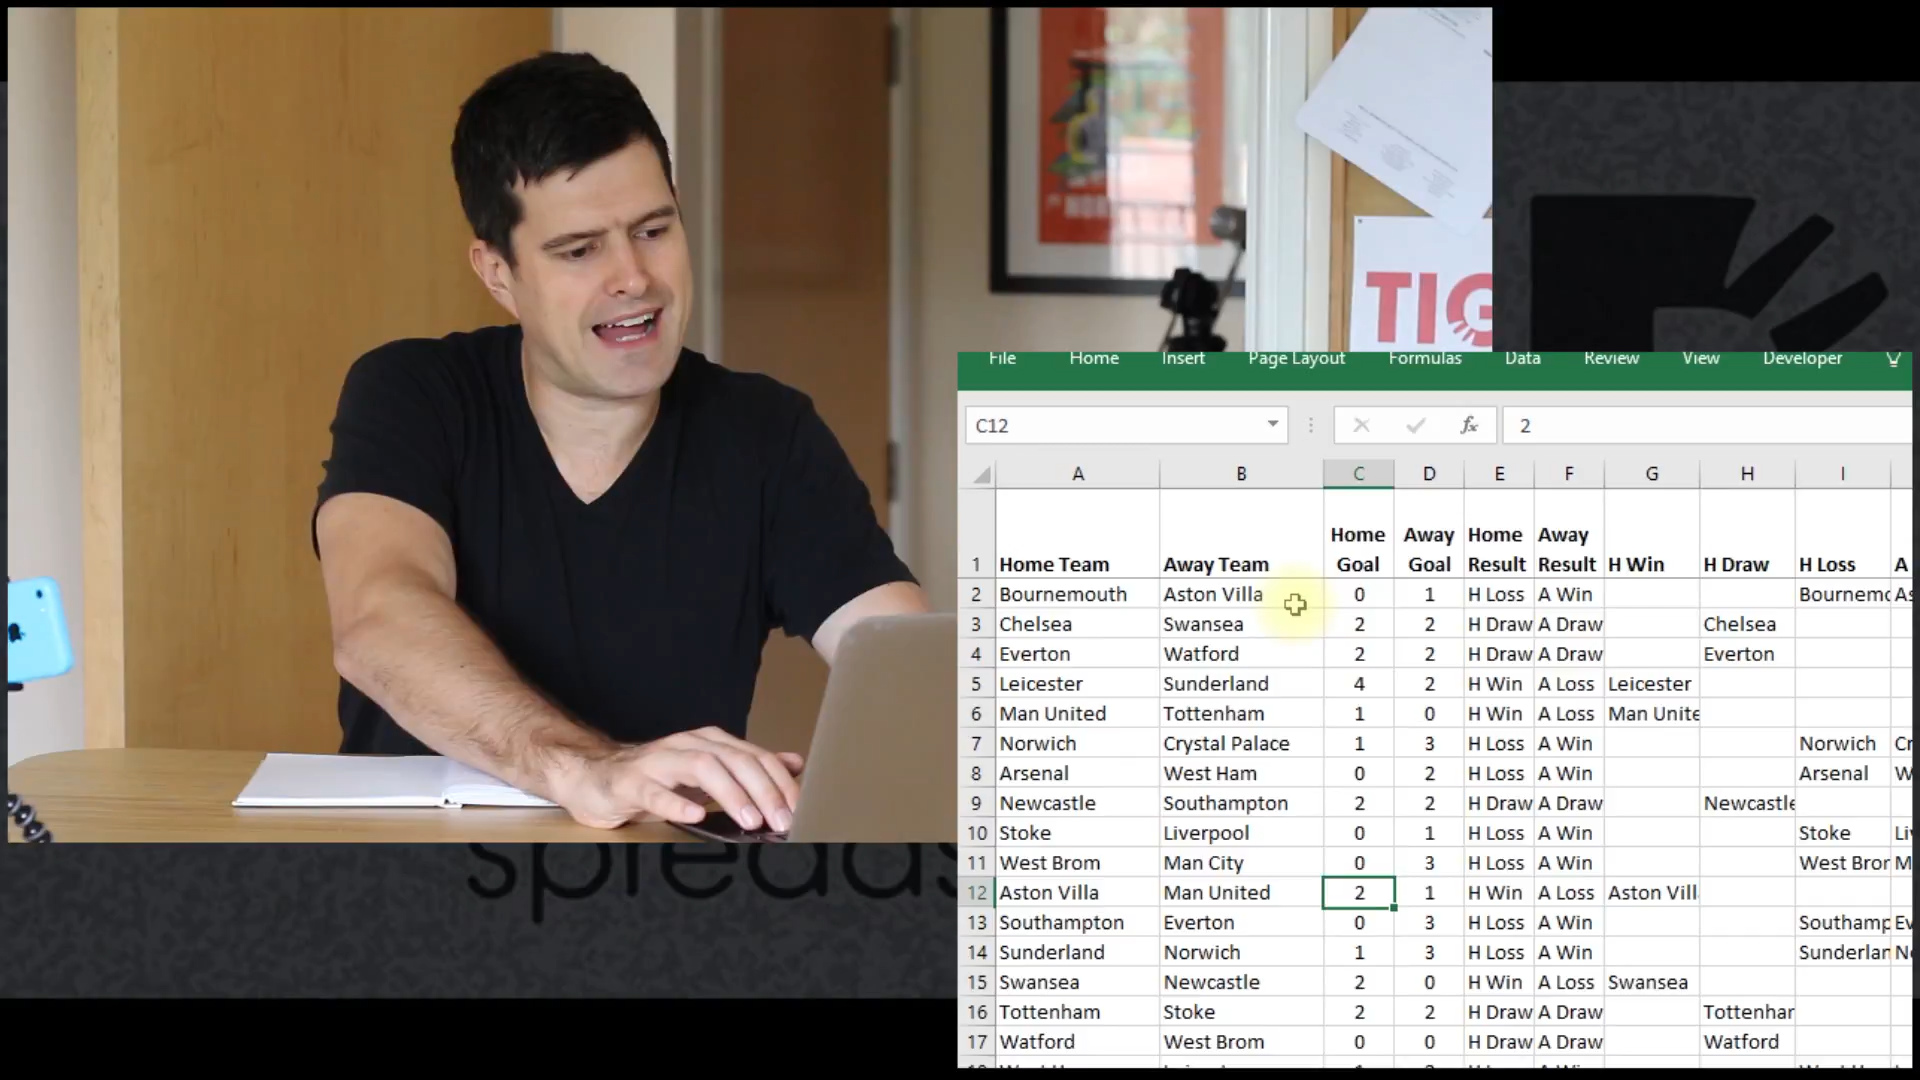 TIG
File Home Insert Page Layout Formulas Data Review View Developer
C12 fx 2
A B C D E F G H I
1 Home Team Away Team Home Goal Away Goal Home Result Away Result H Win H Draw H Loss A
2 Bournemouth Aston Villa 0 1 H Loss A Win Bournemo As
3 Chelsea Swansea 2 2 H Draw A Draw Chelsea
4 Everton Watford 2 2 H Draw A Draw Everton
5 Leicester Sunderland 4 2 H Win A Loss Leicester
6 Man United Tottenham 1 0 H Win A Loss Man Unite
7 Norwich Crystal Palace 1 3 H Loss A Win Norwich Cr
8 Arsenal West Ham 0 2 H Loss A Win Arsenal W
9 Newcastle Southampton 2 2 H Draw A Draw Newcastle
10 Stoke Liverpool 0 1 H Loss A Win Stoke Li
11 West Brom Man City 0 3 H Loss A Win West Bror M
12 Aston Villa Man United 2 1 H Win A Loss Aston Vill
13 Southampton Everton 0 3 H Loss A Win Southamp Ev
14 Sunderland Norwich 1 3 H Loss A Win Sunderlan No
15 Swansea Newcastle 2 0 H Win A Loss Swansea
16 Tottenham Stoke 2 2 H Draw A Draw Tottenhar
17 Watford West Brom 0 0 H Draw A Draw Watford
spreads